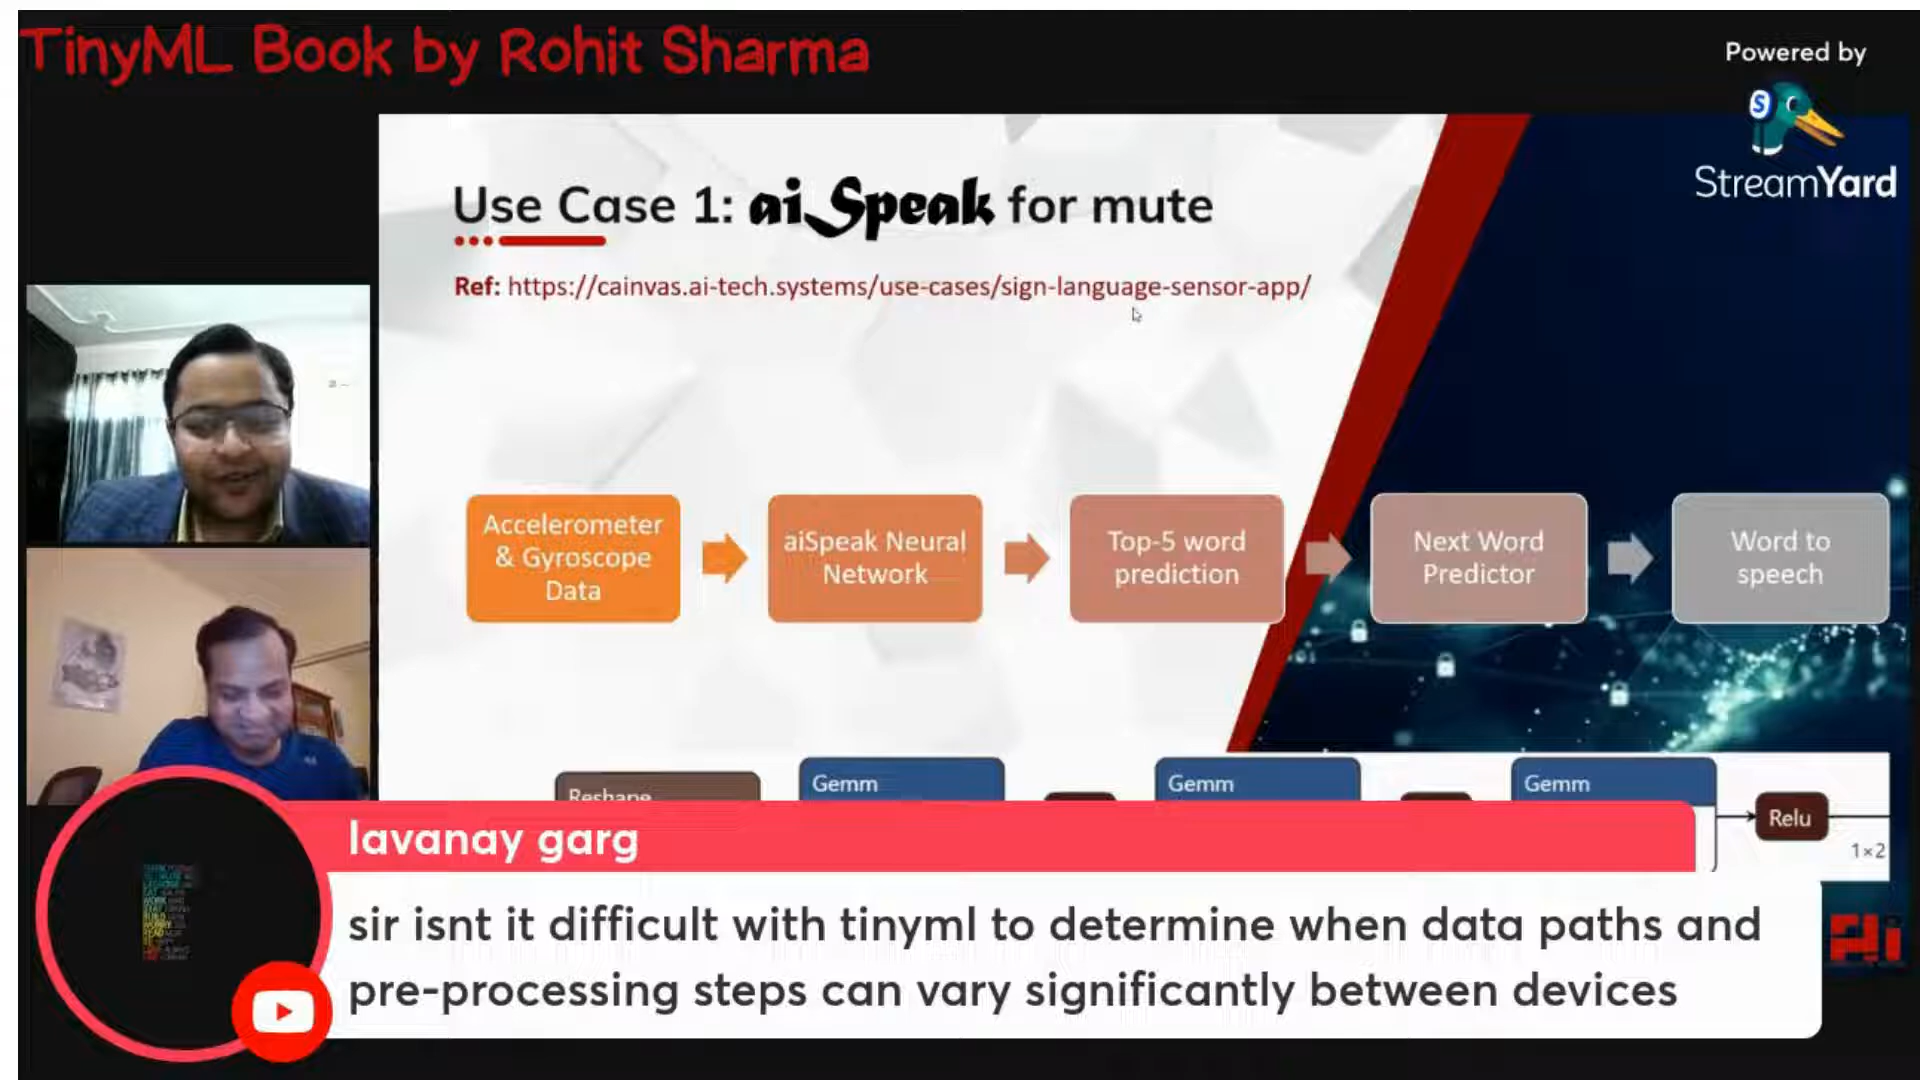 TinyML Book by Rohit Sharma
Powered by
StreamYard
Use Case 1: aiSpeak for mute
Ref: https://cainvas.ai-tech.systems/use-cases/sign-language-sensor-app/
Accelerometer
& Gyroscope
Data
aiSpeak Neural
Network
Top-5 word
prediction
Next Word
Predictor
Word to
speech
Reshape
Gemm
Gemm
Gemm
Relu
1×2
lavanay garg
sir isnt it difficult with tinyml to determine when data paths and
pre-processing steps can vary significantly between devices